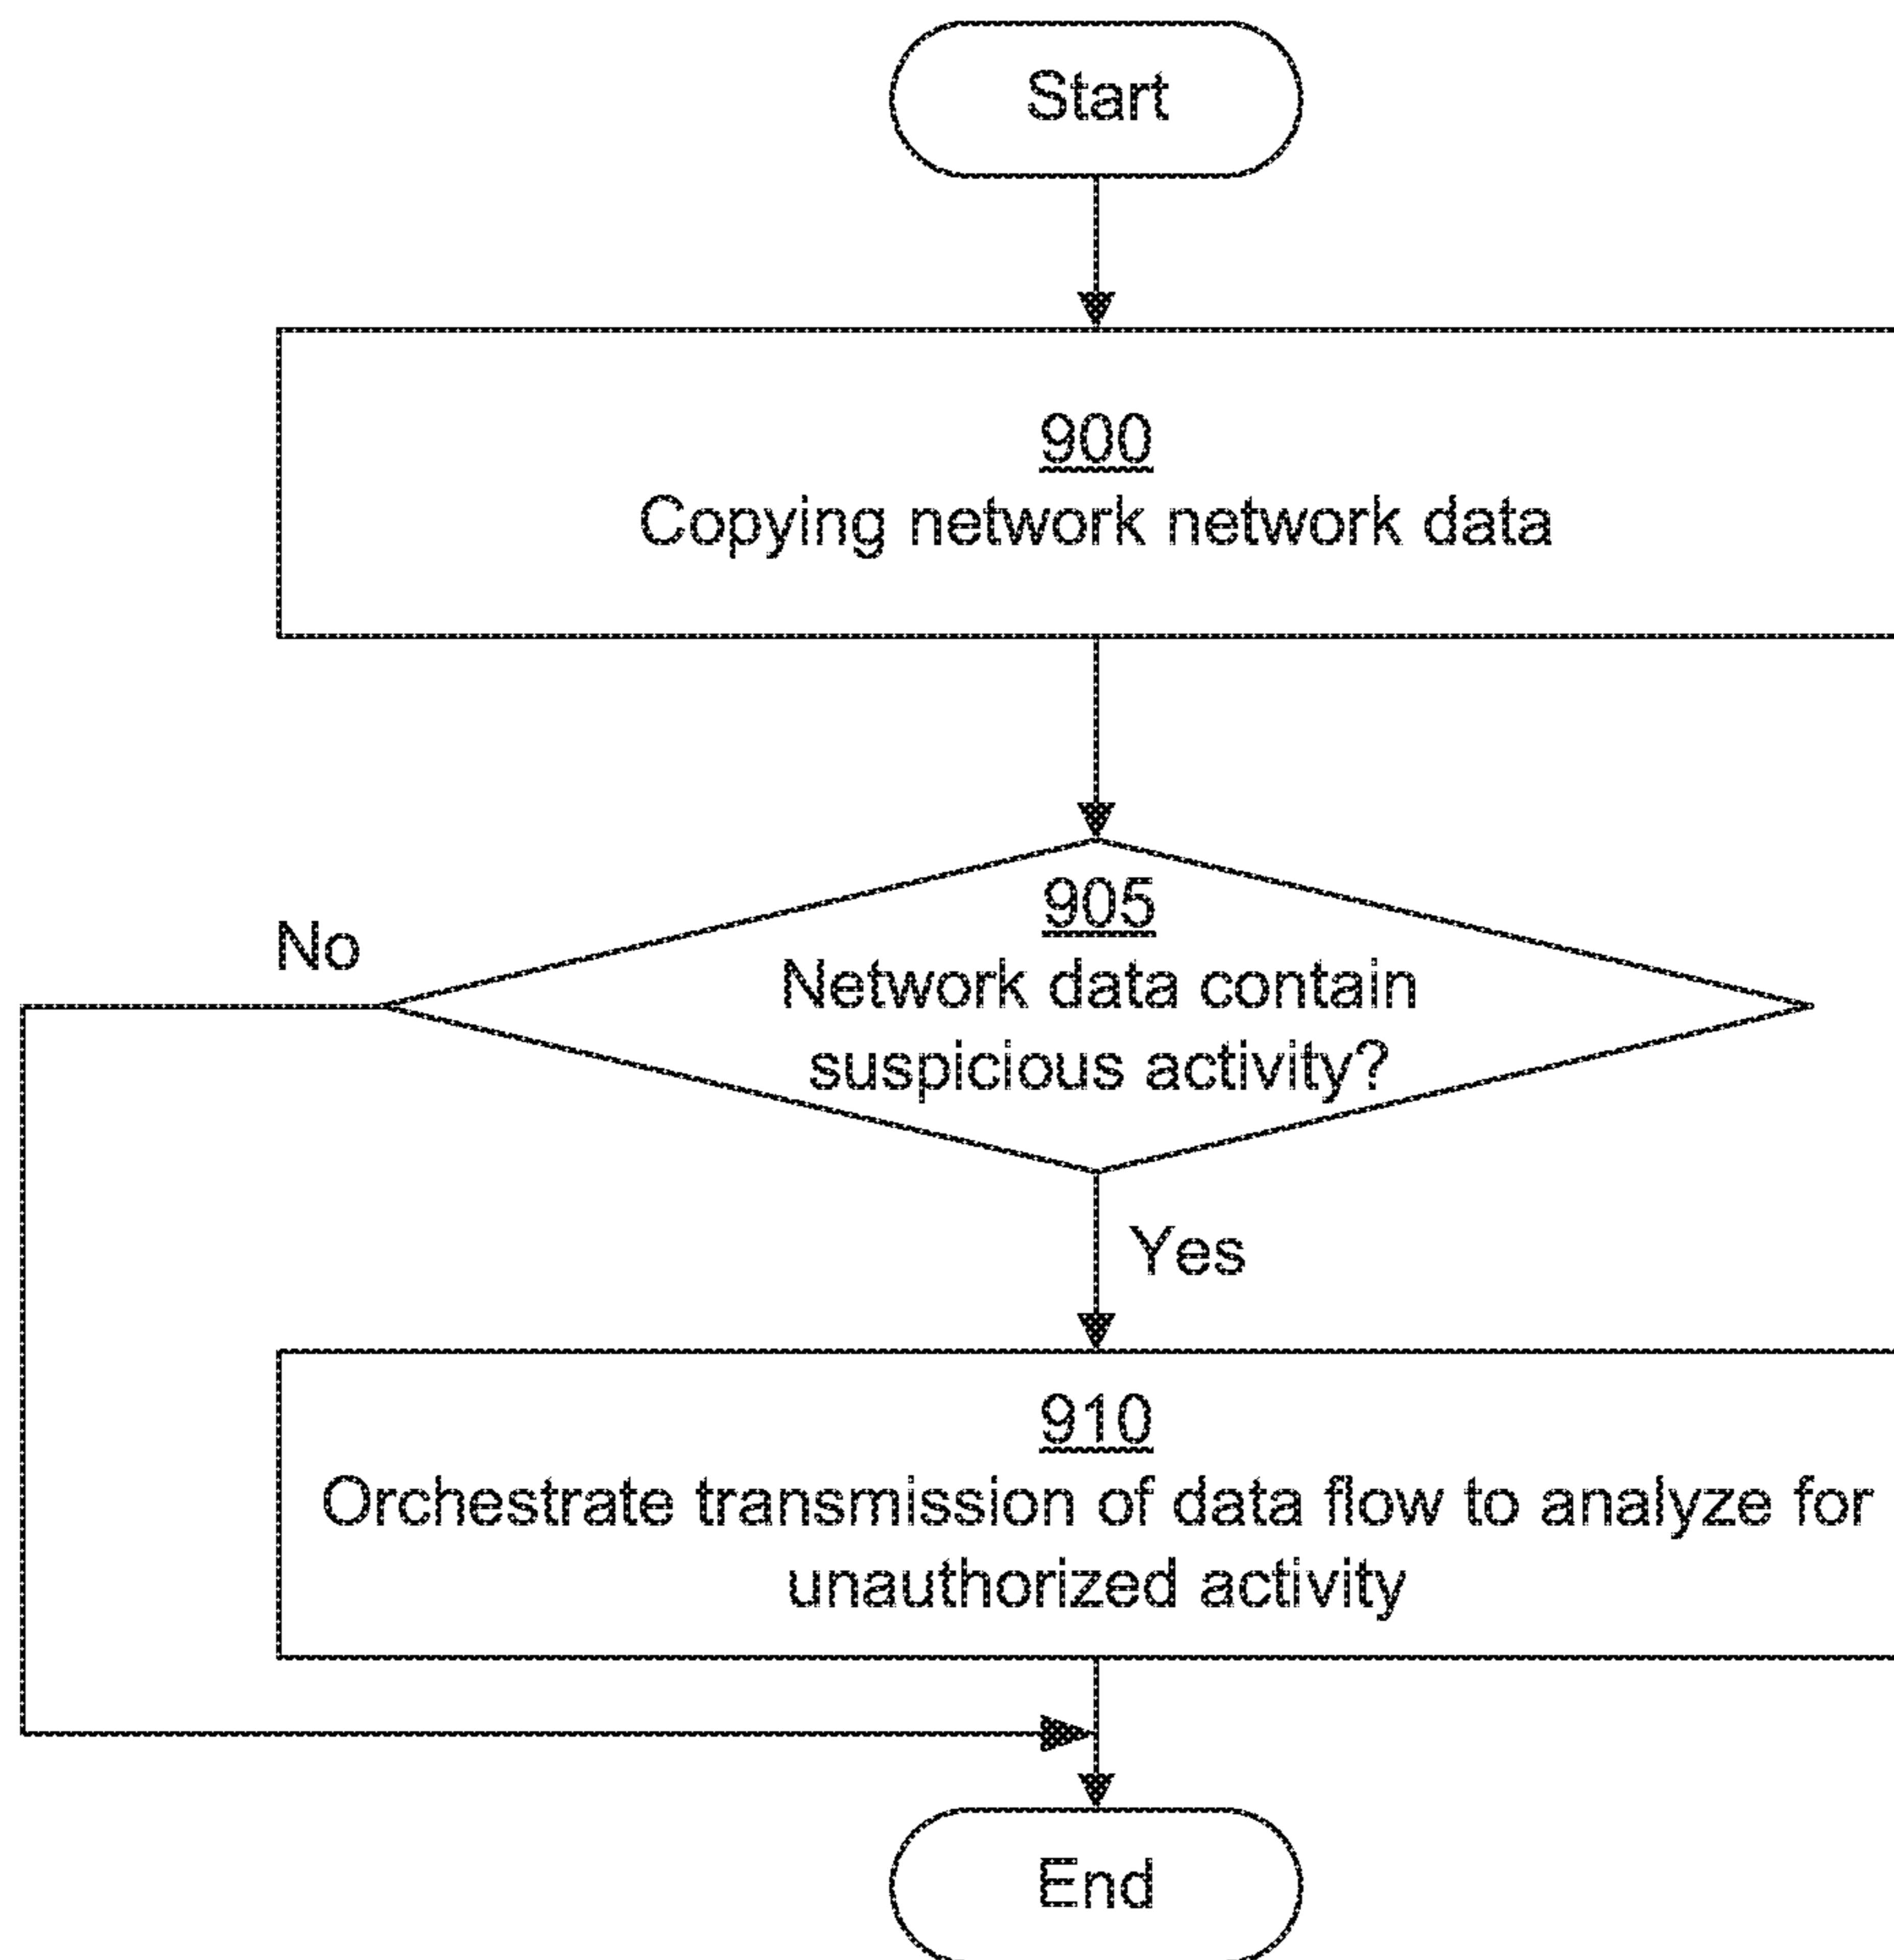 Start
900
Copying network network data
905
Network data contain
suspicious activity?
No
Yes
910
Orchestrate transmission of data flow to analyze for
unauthorized activity
End